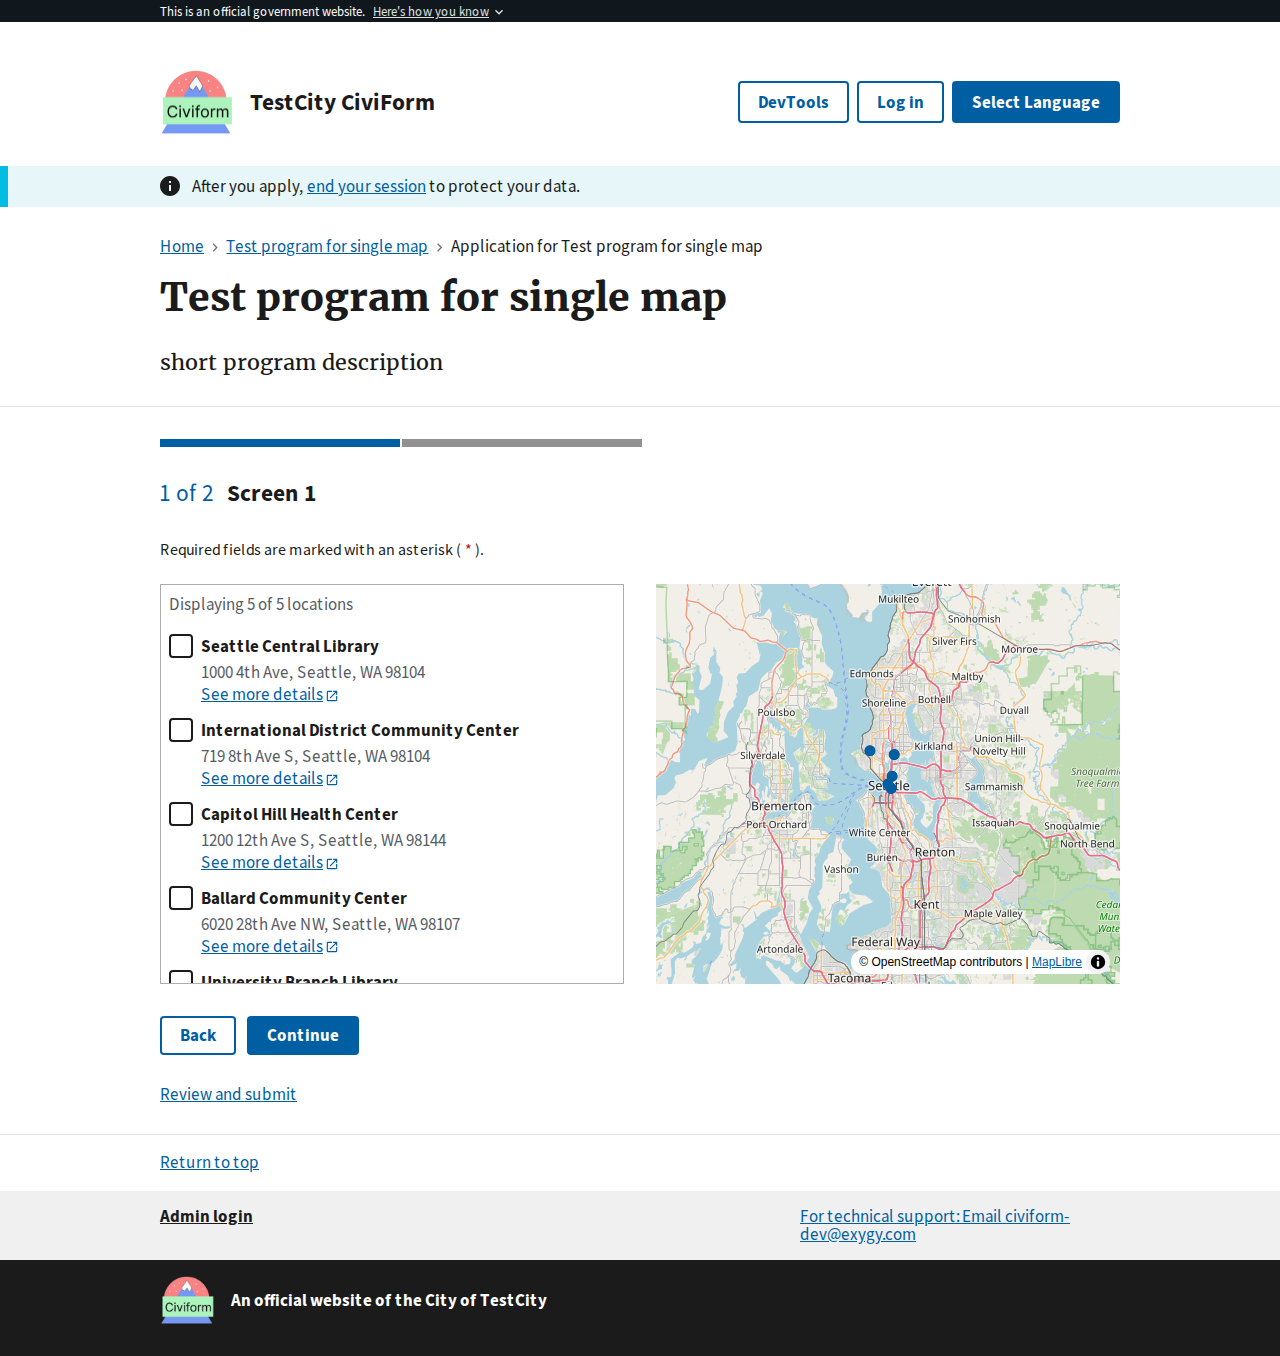 This is an official government website. Here's how you know
Civiform
TestCity CiviForm
DevTools
Log in
Select Language
After you apply, end your session to protect your data.
Home > Test program for single map > Application for Test program for single map
Test program for single map
short program description
1 of 2 Screen 1
Required fields are marked with an asterisk ( * ).
Displaying 5 of 5 locations
Seattle Central Library
1000 4th Ave, Seattle, WA 98104
See more details
International District Community Center
719 8th Ave S, Seattle, WA 98104
See more details
Capitol Hill Health Center
1200 12th Ave S, Seattle, WA 98144
See more details
Ballard Community Center
6020 28th Ave NW, Seattle, WA 98107
See more details
University Branch Library
Everett
Mukilteo
Snohomish
Silver Firs
Monroe
Edmonds
Maltby
Shoreline
Bothell
Poulsbo
Duvall
Union Hill-
Novelty Hill
Kirkland
Silverdale
Snoqualmie
Tree Farm
Seattle
Sammamish
Bremerton
Port Orchard
White Center
Issaquah
Snoqualmie
North Bend
Renton
Burien
Vashon
Kent
Maple Valley
Cedar
Mun
Wate
Federal Way
Artondale
Tacoma
© OpenStreetMap contributors | MapLibre
Back
Continue
Review and submit
Return to top
Admin login
For technical support: Email civiform-
dev@exygy.com
Civiform
An official website of the City of TestCity